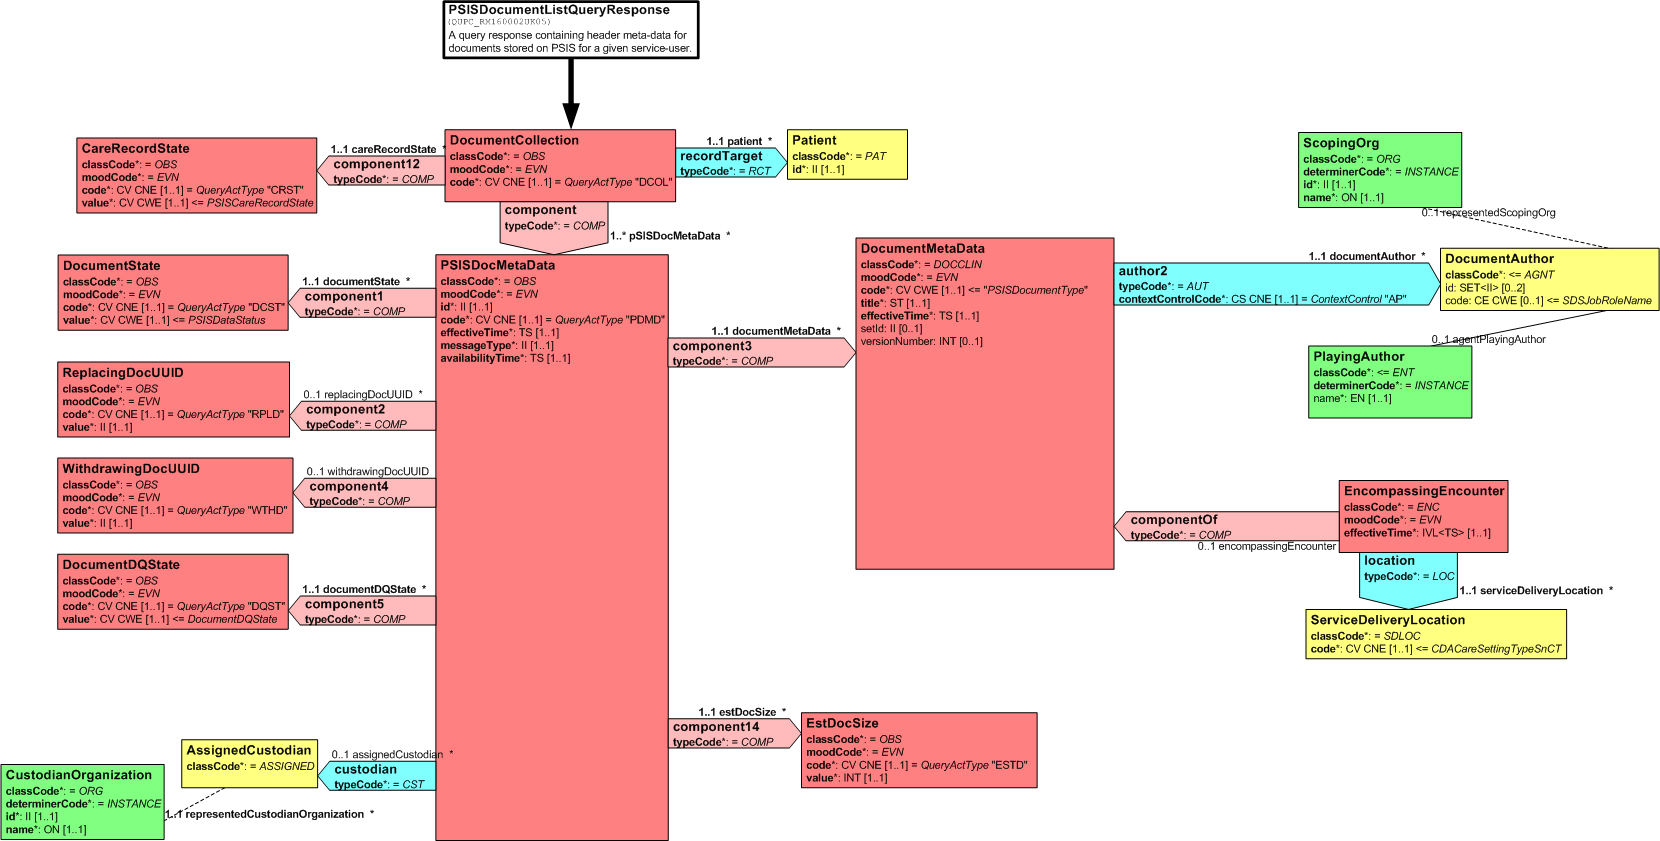 PSISDocumentListQueryResponse
(QUPC_RM160002UK05)
A query response containing header meta-data for
documents stored on PSIS for a given service-user.
CareRecordState
classCode*: = OBS
moodCode*: = EVN
code*: CV CNE [1..1] = QueryActType "CRST"
value*: CV CWE [1..1] <= PSISCareRecordState
1..1 careRecordState *
component12
typeCode*: = COMP
DocumentCollection
classCode*: = OBS
moodCode*: = EVN
code*: CV CNE [1..1] = QueryActType "DCOL"
1..1 patient *
recordTarget
typeCode*: = RCT
Patient
classCode*: = PAT
id*: II [1..1]
component
typeCode*: = COMP
1..* pSISDocMetaData *
ScopingOrg
classCode*: = ORG
determinerCode*: = INSTANCE
id*: II [1..1]
name*: ON [1..1]
0..1 representedScopingOrg
DocumentState
classCode*: = OBS
moodCode*: = EVN
code*: CV CNE [1..1] = QueryActType "DCST"
value*: CV CWE [1..1] <= PSISDataStatus
1..1 documentState *
component1
typeCode*: = COMP
PSISDocMetaData
classCode*: = OBS
moodCode*: = EVN
id*: II [1..1]
code*: CV CNE [1..1] = QueryActType "PDMD"
effectiveTime*: TS [1..1]
messageType*: II [1..1]
availabilityTime*: TS [1..1]
1..1 documentMetaData *
component3
typeCode*: = COMP
DocumentMetaData
classCode*: = DOCCLIN
moodCode*: = EVN
code*: CV CWE [1..1] <= "PSISDocumentType"
title*: ST [1..1]
effectiveTime*: TS [1..1]
setId: II [0..1]
versionNumber: INT [0..1]
1..1 documentAuthor *
author2
typeCode*: = AUT
contextControlCode*: CS CNE [1..1] = ContextControl "AP"
DocumentAuthor
classCode*: <= AGNT
id: SET<II> [0..2]
code: CE CWE [0..1] <= SDSJobRoleName
0..1 agentPlayingAuthor
PlayingAuthor
classCode*: <= ENT
determinerCode*: = INSTANCE
name*: EN [1..1]
ReplacingDocUUID
classCode*: = OBS
moodCode*: = EVN
code*: CV CNE [1..1] = QueryActType "RPLD"
value*: II [1..1]
0..1 replacingDocUUID *
component2
typeCode*: = COMP
WithdrawingDocUUID
classCode*: = OBS
moodCode*: = EVN
code*: CV CNE [1..1] = QueryActType "WTHD"
value*: II [1..1]
0..1 withdrawingDocUUID
component4
typeCode*: = COMP
componentOf
typeCode*: = COMP
0..1 encompassingEncounter
EncompassingEncounter
classCode*: = ENC
moodCode*: = EVN
effectiveTime*: IVL<TS> [1..1]
location
typeCode*: = LOC
1..1 serviceDeliveryLocation *
ServiceDeliveryLocation
classCode*: = SDLOC
code*: CV CNE [1..1] <= CDACareSettingTypeSnCT
DocumentDQState
classCode*: = OBS
moodCode*: = EVN
code*: CV CNE [1..1] = QueryActType "DQST"
value*: CV CWE [1..1] <= DocumentDQState
1..1 documentDQState *
component5
typeCode*: = COMP
1..1 estDocSize *
component14
typeCode*: = COMP
EstDocSize
classCode*: = OBS
moodCode*: = EVN
code*: CV CNE [1..1] = QueryActType "ESTD"
value*: INT [1..1]
AssignedCustodian
classCode*: = ASSIGNED
0..1 assignedCustodian *
custodian
typeCode*: = CST
CustodianOrganization
classCode*: = ORG
determinerCode*: = INSTANCE
id*: II [1..1]
name*: ON [1..1]
1..1 representedCustodianOrganization *